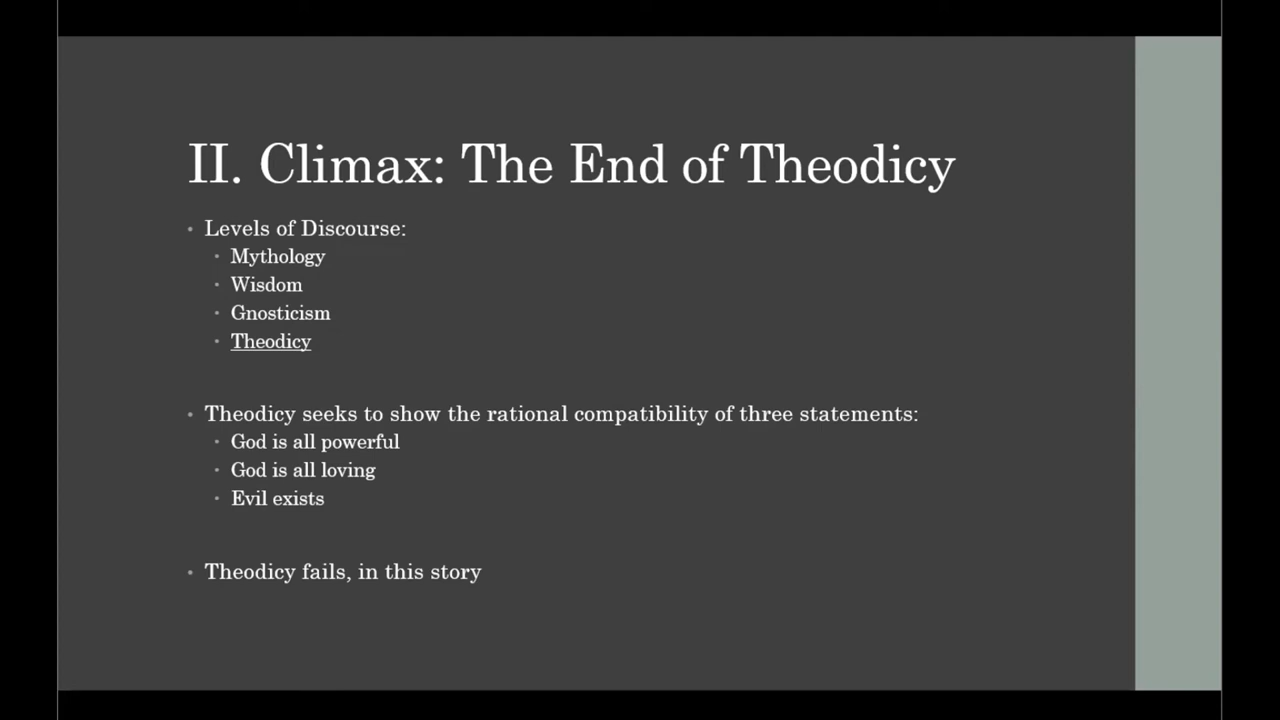 II. Climax: The End of Theodicy
• Levels of Discourse:
• Mythology
• Wisdom
• Gnosticism
• Theodicy
• Theodicy seeks to show the rational compatibility of three statements:
• God is all powerful
• God is all loving
• Evil exists
• Theodicy fails, in this story